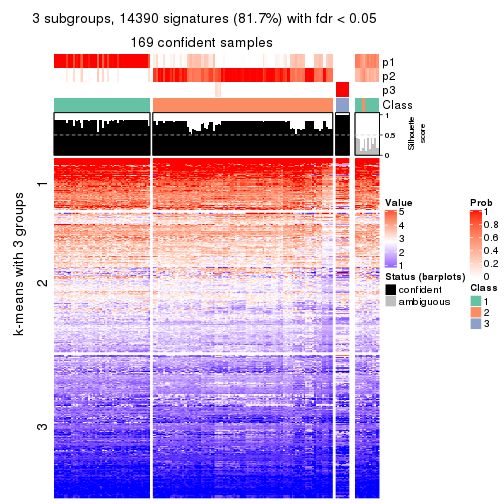 3 subgroups, 14390 signatures (81.7%) with fdr < 0.05
169 confident samples
p1
p2
p3
Class
1
0.5
0
Silhouette
score
k-means with 3 groups
1
2
3
Value
5
4
3
2
1
Status (barplots)
confident
ambiguous
Prob
1
0.8
0.6
0.4
0.2
0
Class
1
2
3